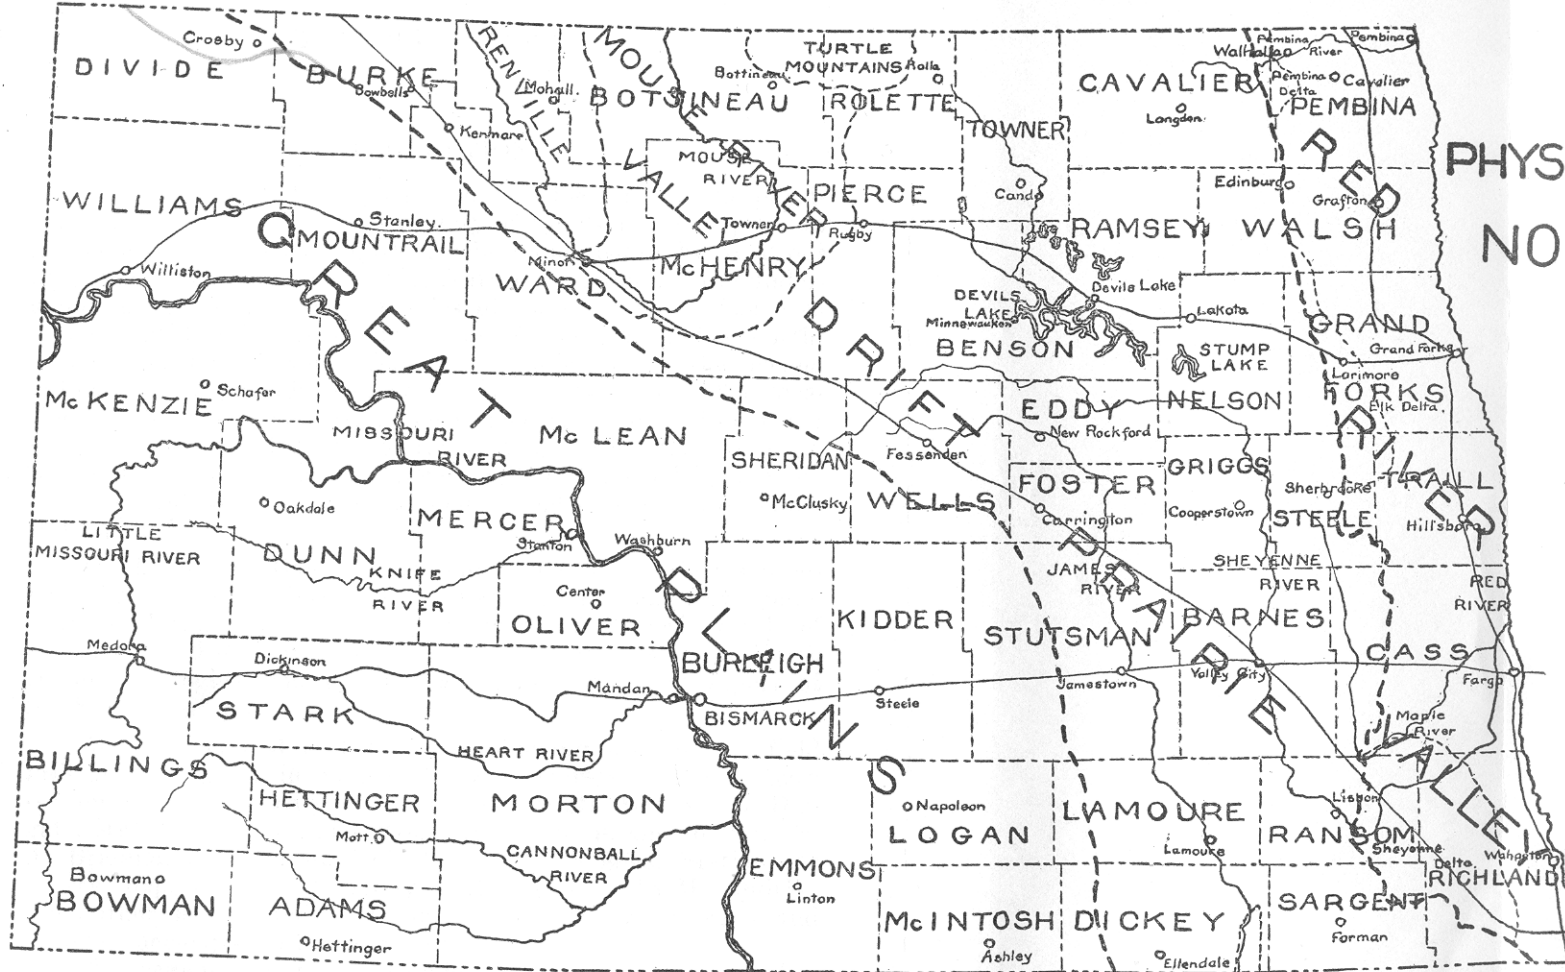 PHYS
NO
GREAT PLAINS
DRIFT PRAIRIE
MOUSE RIVER VALLEY
RED RIVER VALLEY
DIVIDE
Crosby
BURKE
Bowbells
RENVILLE
Mohall.
Kenmare
BOTTINEAU
Bottineau
TURTLE
MOUNTAINS
Rolla
ROLETTE
TOWNER
Cando
CAVALIER
Langdon
Walhalla
Pembina
River
Pembina
Pembina
Delta
Cavalier
PEMBINA
WILLIAMS
Williston
MOUNTRAIL
Stanley.
WARD
Minot
MOUSE
RIVER
McHENRY
Towner
PIERCE
Rugby
RAMSEY
Devils Lake
Edinburg
Grafton
WALSH
DEVILS
LAKE
Minnewaukan
BENSON
Lakota
STUMP
LAKE
NELSON
GRAND
Grand Forks
Larimore
FORKS
Elk Delta.
McKENZIE
Schafer
MISSOURI
RIVER
McLEAN
Washburn
SHERIDAN
McClusky
WELLS
Fessenden
EDDY
New Rockford
FOSTER
Carrington
GRIGGS
Cooperstown
Sherbrooke
STEELE
TRAILL
Hillsboro
LITTLE
MISSOURI RIVER
Oakdale
DUNN
KNIFE
RIVER
MERCER
Stanton
Center
OLIVER
BURLEIGH
BISMARCK
Mandan
KIDDER
Steele
STUTSMAN
Jamestown
JAMES
RIVER
SHEYENNE
RIVER
BARNES
Valley City
RED
RIVER
CASS
Fargo
Maple
River
Medora
Dickinson
STARK
HEART RIVER
BILLINGS
HETTINGER
Mott.
MORTON
CANNONBALL
RIVER
Bowman
BOWMAN
ADAMS
Hettinger
EMMONS
Linton
Napoleon
LOGAN
McINTOSH
Ashley
LAMOURE
Lamoure
DICKEY
Ellendale
Lisbon
RANSOM
Sheyenne
Delta
SARGENT
Forman
Wahpeton
RICHLAND